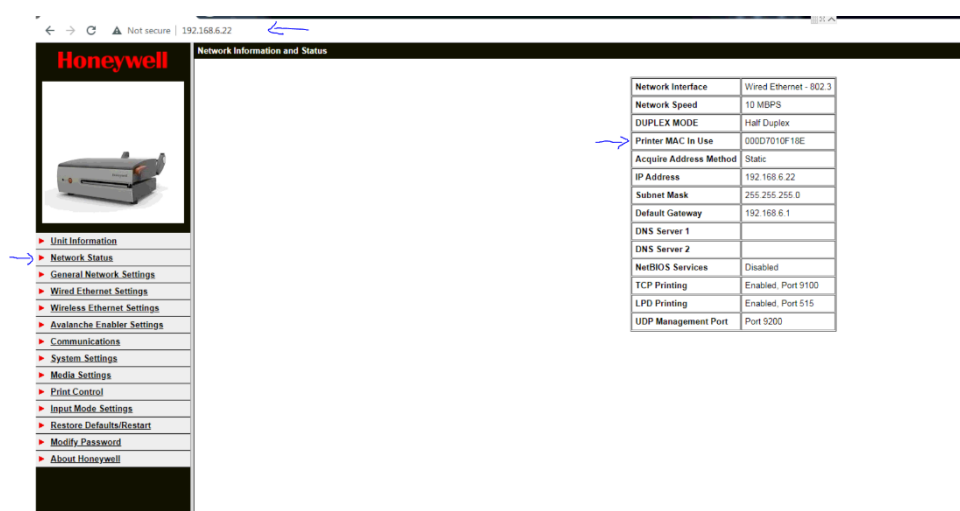 Not secure | 192.168.6.22
Honeywell
Network Information and Status
Network Interface Wired Ethernet - 802.3
Network Speed 10 MBPS
DUPLEX MODE Half Duplex
Printer MAC In Use 000D7010F18E
Acquire Address Method Static
IP Address 192.168.6.22
Subnet Mask 255.255.255.0
Default Gateway 192.168.6.1
DNS Server 1
DNS Server 2
NetBIOS Services Disabled
TCP Printing Enabled, Port 9100
LPD Printing Enabled, Port 515
UDP Management Port Port 9200
Unit Information
Network Status
General Network Settings
Wired Ethernet Settings
Wireless Ethernet Settings
Avalanche Enabler Settings
Communications
System Settings
Media Settings
Print Control
Input Mode Settings
Restore Defaults/Restart
Modify Password
About Honeywell